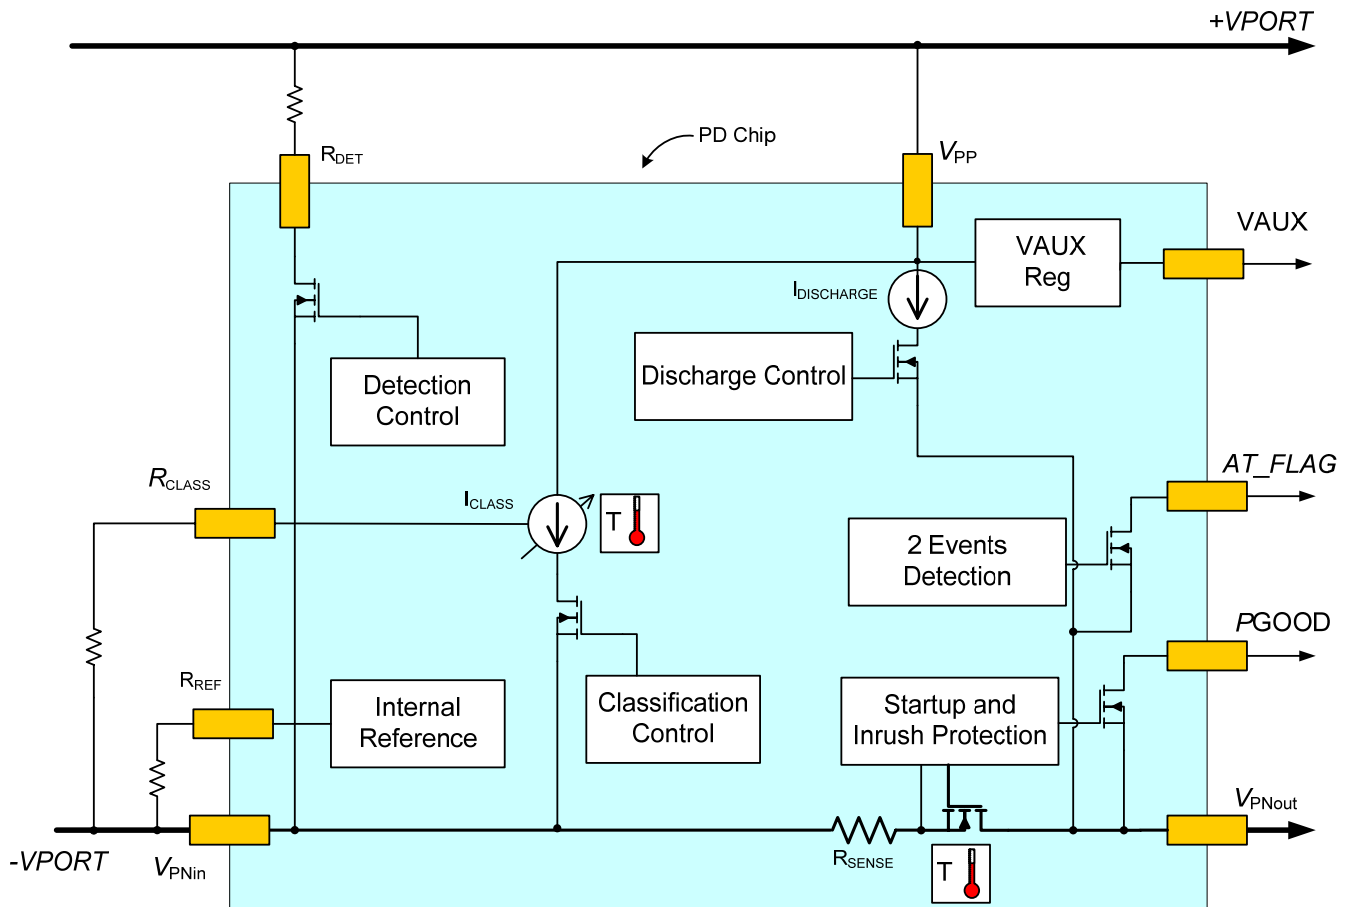 +VPORT
PD Chip
RDET
VPP
VAUX
VAUX
Reg
IDISCHARGE
Discharge Control
Detection
Control
RCLASS
ICLASS
T
AT_FLAG
2 Events
Detection
PGOOD
RREF
Internal
Reference
Classification
Control
Startup and
Inrush Protection
VPNout
-VPORT
VPNin
RSENSE
T